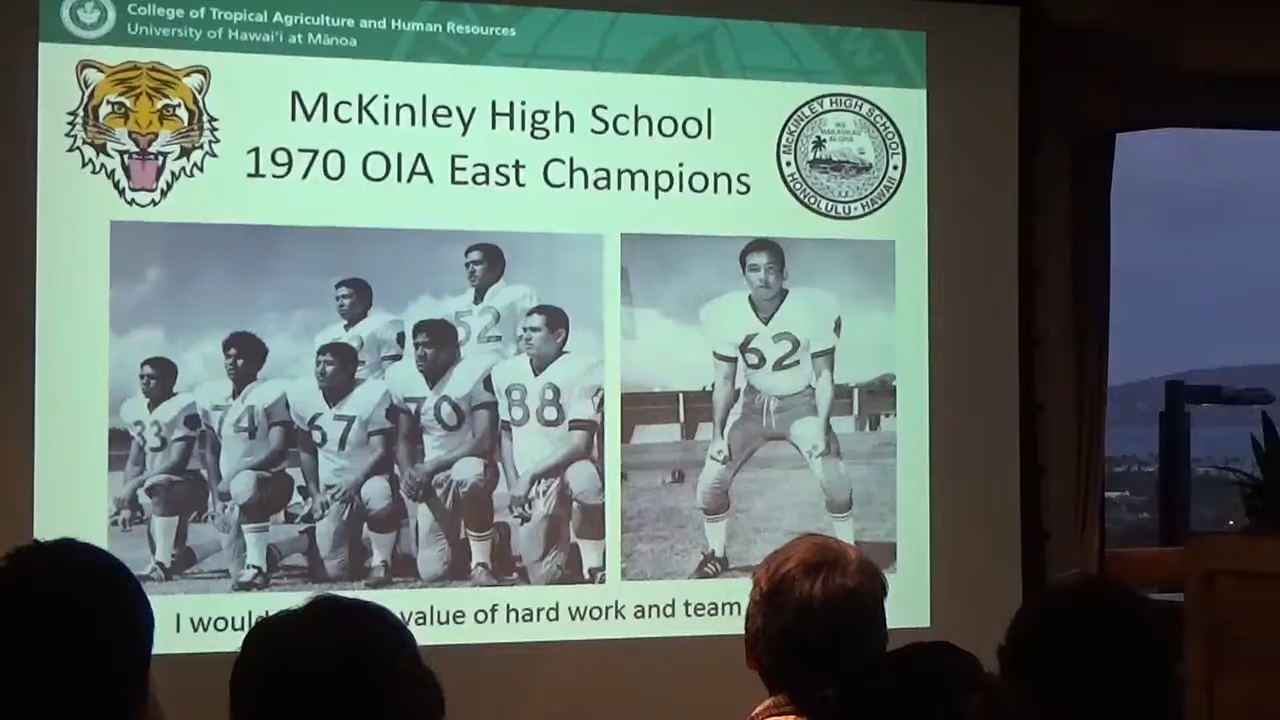 College of Tropical Agriculture and Human Resources
University of Hawai'i at Mānoa
McKinley High School
1970 OIA East Champions
McKINLEY HIGH SCHOOL
HONOLULU • HAWAII
52
33
74
67
70
88
62
I would value of hard work and team